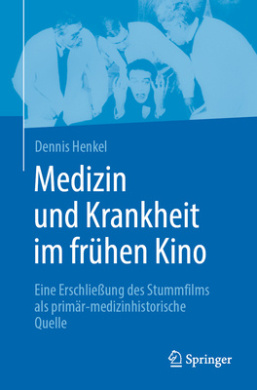 Dennis Henkel
Medizin
und Krankheit
im frühen Kino
Eine Erschließung des Stummfilms
als primär-medizinhistorische
Quelle
Springer